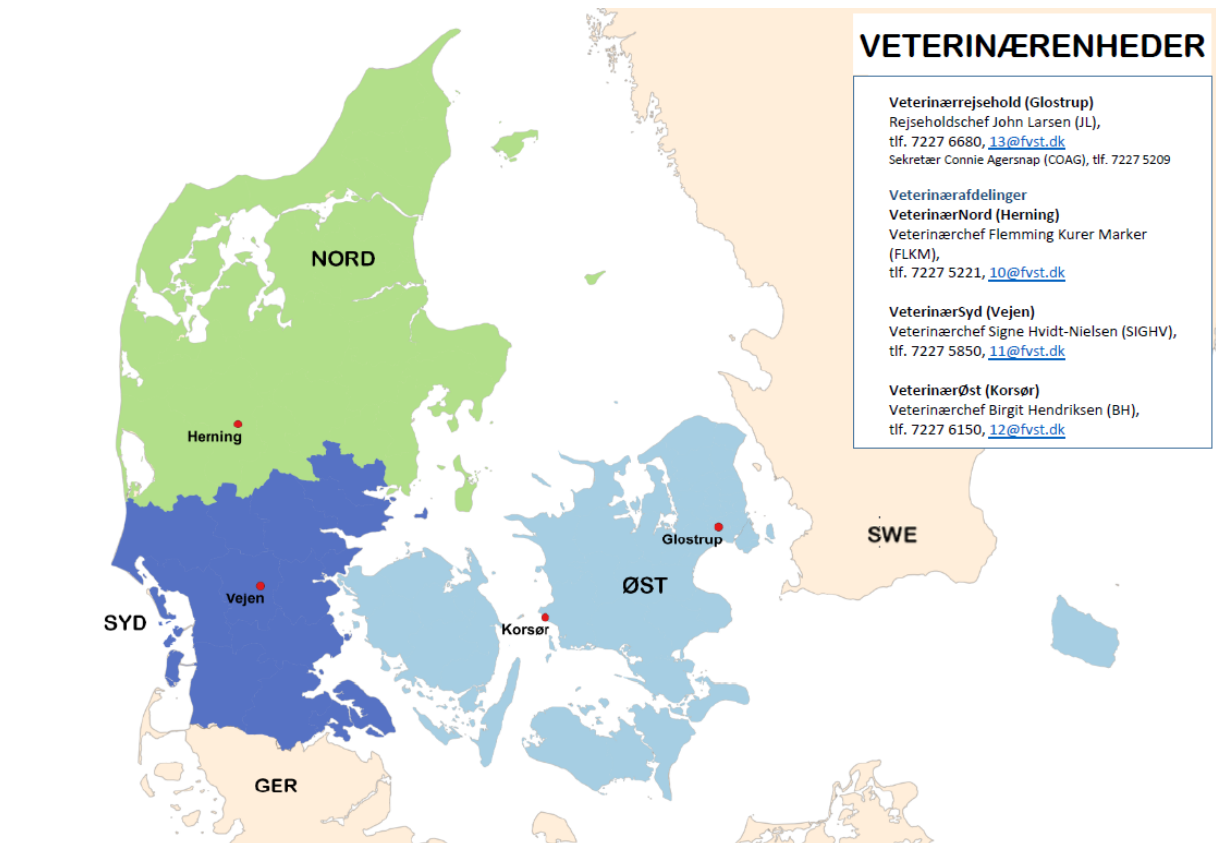 VETERINÆRENHEDER
Veterinærrejsehold (Glostrup)
Rejseholdschef John Larsen (JL),
tlf. 7227 6680, 13@fvst.dk
Sekretær Connie Agersnap (COAG), tlf. 7227 5209
Veterinærafdelinger
VeterinærNord (Herning)
Veterinærchef Flemming Kurer Marker
(FLKM),
tlf. 7227 5221, 10@fvst.dk
VeterinærSyd (Vejen)
Veterinærchef Signe Hvidt-Nielsen (SIGHV),
tlf. 7227 5850, 11@fvst.dk
VeterinærØst (Korsør)
Veterinærchef Birgit Hendriksen (BH),
tlf. 7227 6150, 12@fvst.dk
NORD
Herning
Glostrup
SWE
ØST
Vejen
SYD
Korsør
GER